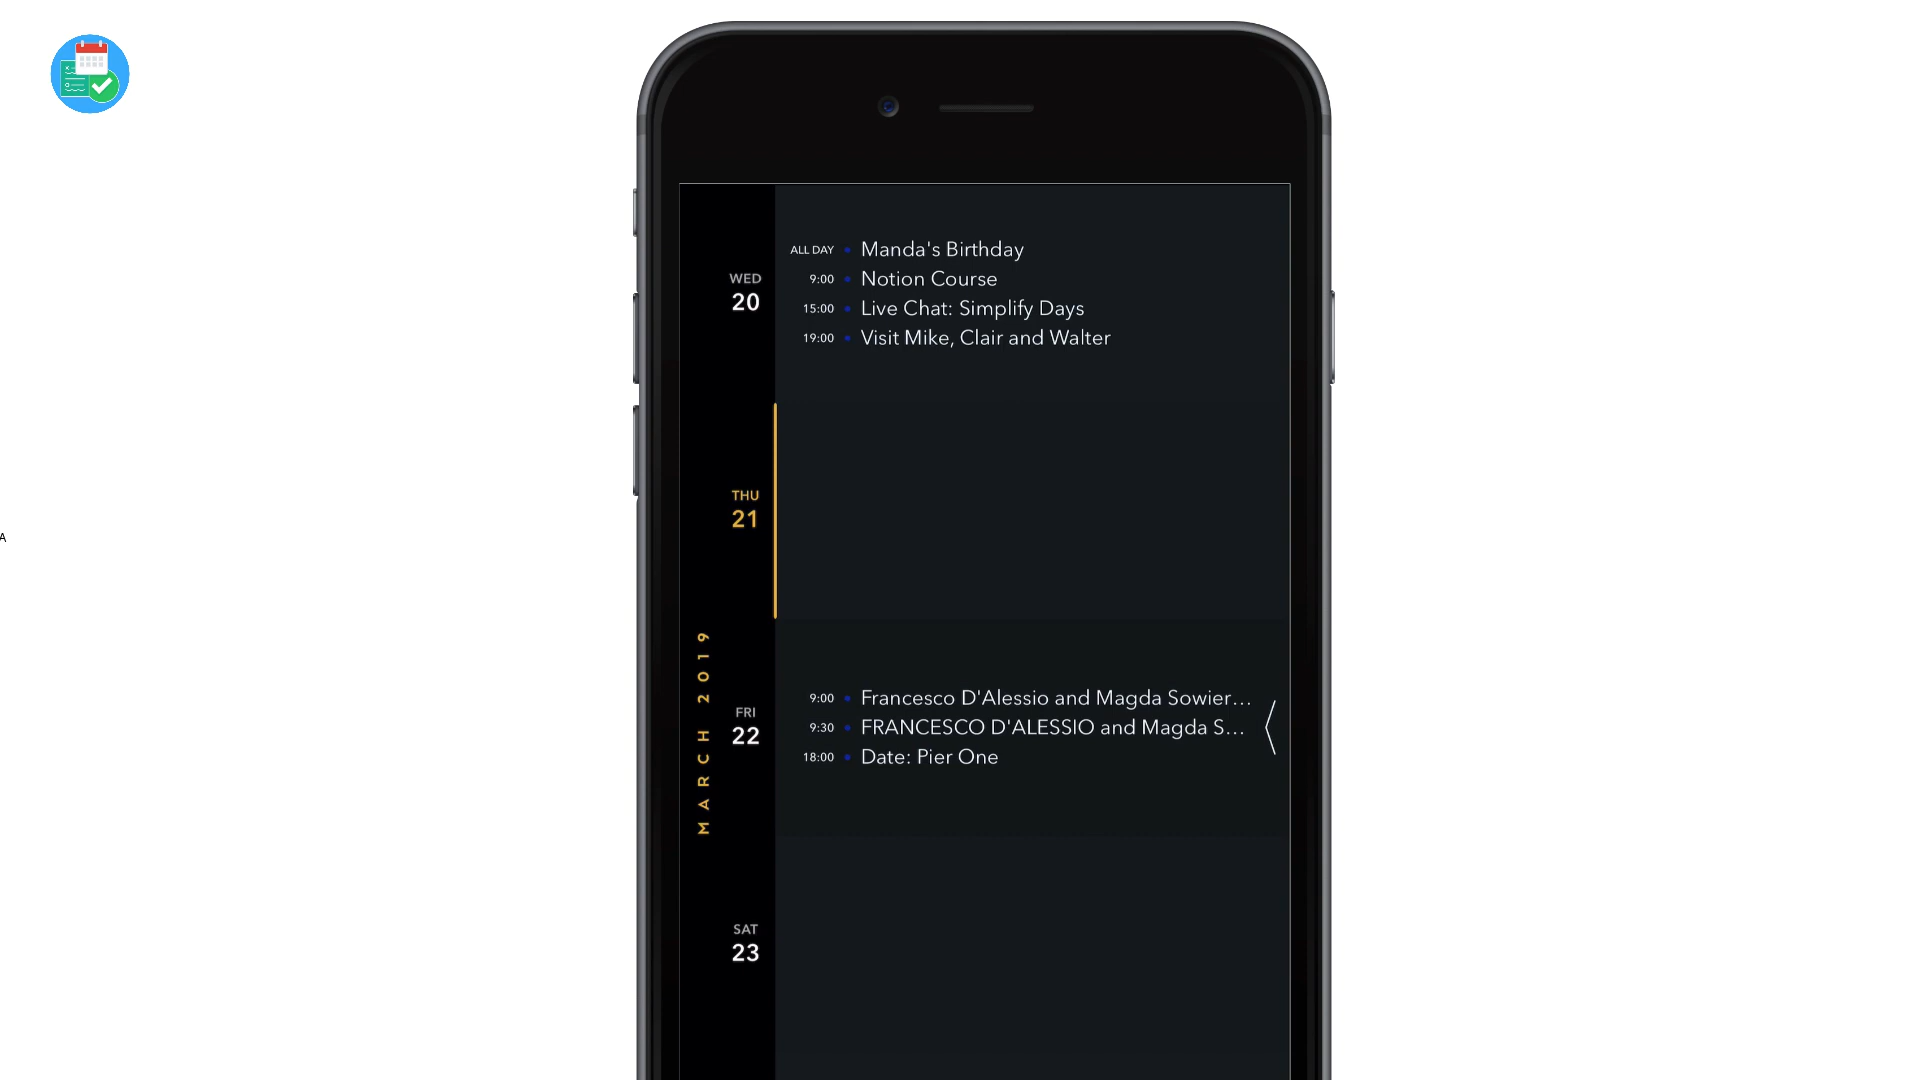 ALL DAY Manda's Birthday
WED
20
9:00 Notion Course
15:00 Live Chat: Simplify Days
19:00 Visit Mike, Clair and Walter
THU
21
A
MARCH 2019
FRI
22
9:00 Francesco D'Alessio and Magda Sowier...
9:30 FRANCESCO D'ALESSIO and Magda S...
18:00 Date: Pier One
SAT
23